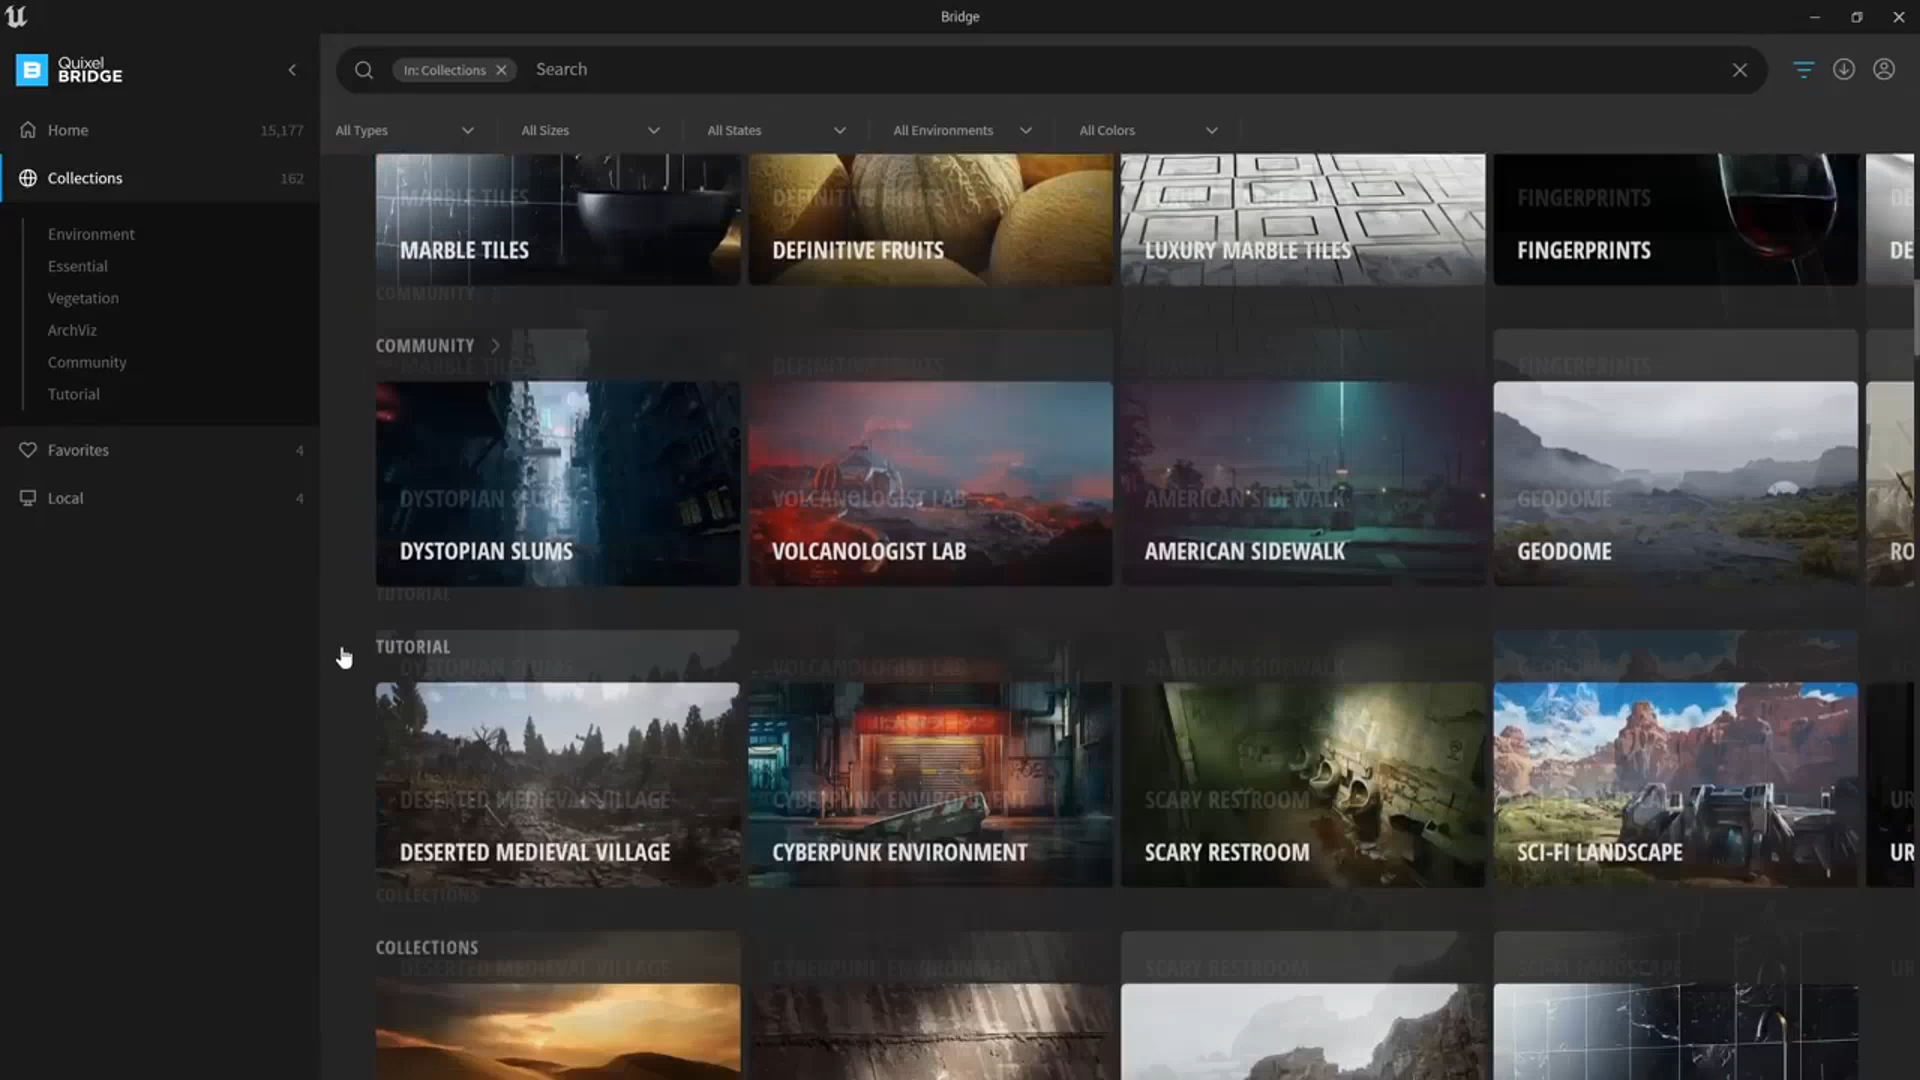 Bridge
Quixel
BRIDGE
In: Collections
Search
Home 15,177
Collections 162
Environment
Essential
Vegetation
ArchViz
Community
Tutorial
Favorites 4
Local 4
All Types
All Sizes
All States
All Environments
All Colors
MARBLE TILES
DEFINITIVE FRUITS
LUXURY MARBLE TILES
FINGERPRINTS
DE
COMMUNITY
DYSTOPIAN SLUMS
VOLCANOLOGIST LAB
AMERICAN SIDEWALK
GEODOME
RO
TUTORIAL
DESERTED MEDIEVAL VILLAGE
CYBERPUNK ENVIRONMENT
SCARY RESTROOM
SCI-FI LANDSCAPE
UR
COLLECTIONS